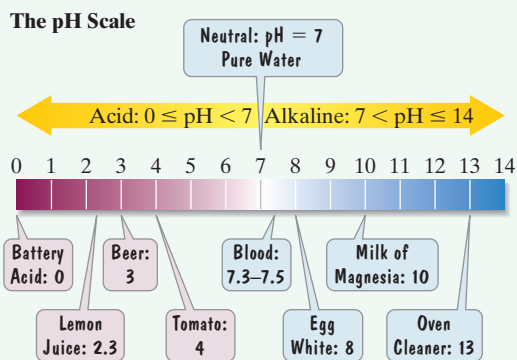 The pH Scale
Neutral: pH = 7
Pure Water
Acid: 0 ≤ pH < 7
Alkaline: 7 < pH ≤ 14
0 1 2 3 4 5 6 7 8 9 10 11 12 13 14
Battery
Acid: 0
Beer:
3
Blood:
7.3–7.5
Milk of
Magnesia: 10
Lemon
Juice: 2.3
Tomato:
4
Egg
White: 8
Oven
Cleaner: 13